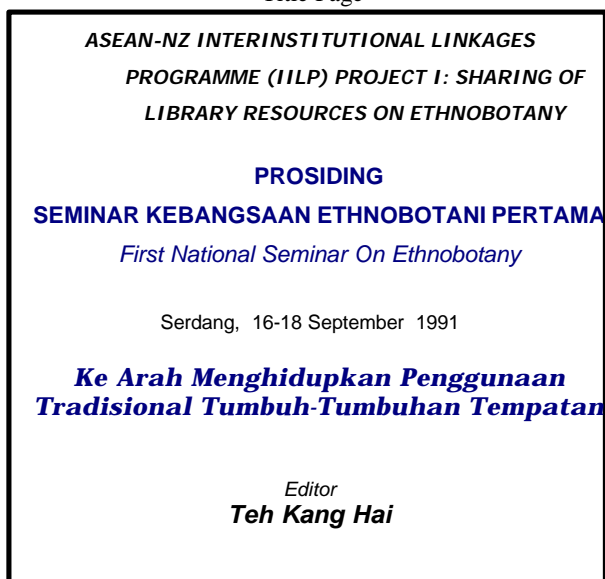 ASEAN-NZ INTERINSTITUTIONAL LINKAGES
PROGRAMME (IILP) PROJECT I: SHARING OF
LIBRARY RESOURCES ON ETHNOBOTANY
PROSIDING
SEMINAR KEBANGSAAN ETHNOBOTANI PERTAMA
First National Seminar On Ethnobotany
Serdang, 16-18 September 1991
Ke Arah Menghidupkan Penggunaan
Tradisional Tumbuh-Tumbuhan Tempatan
Editor
Teh Kang Hai